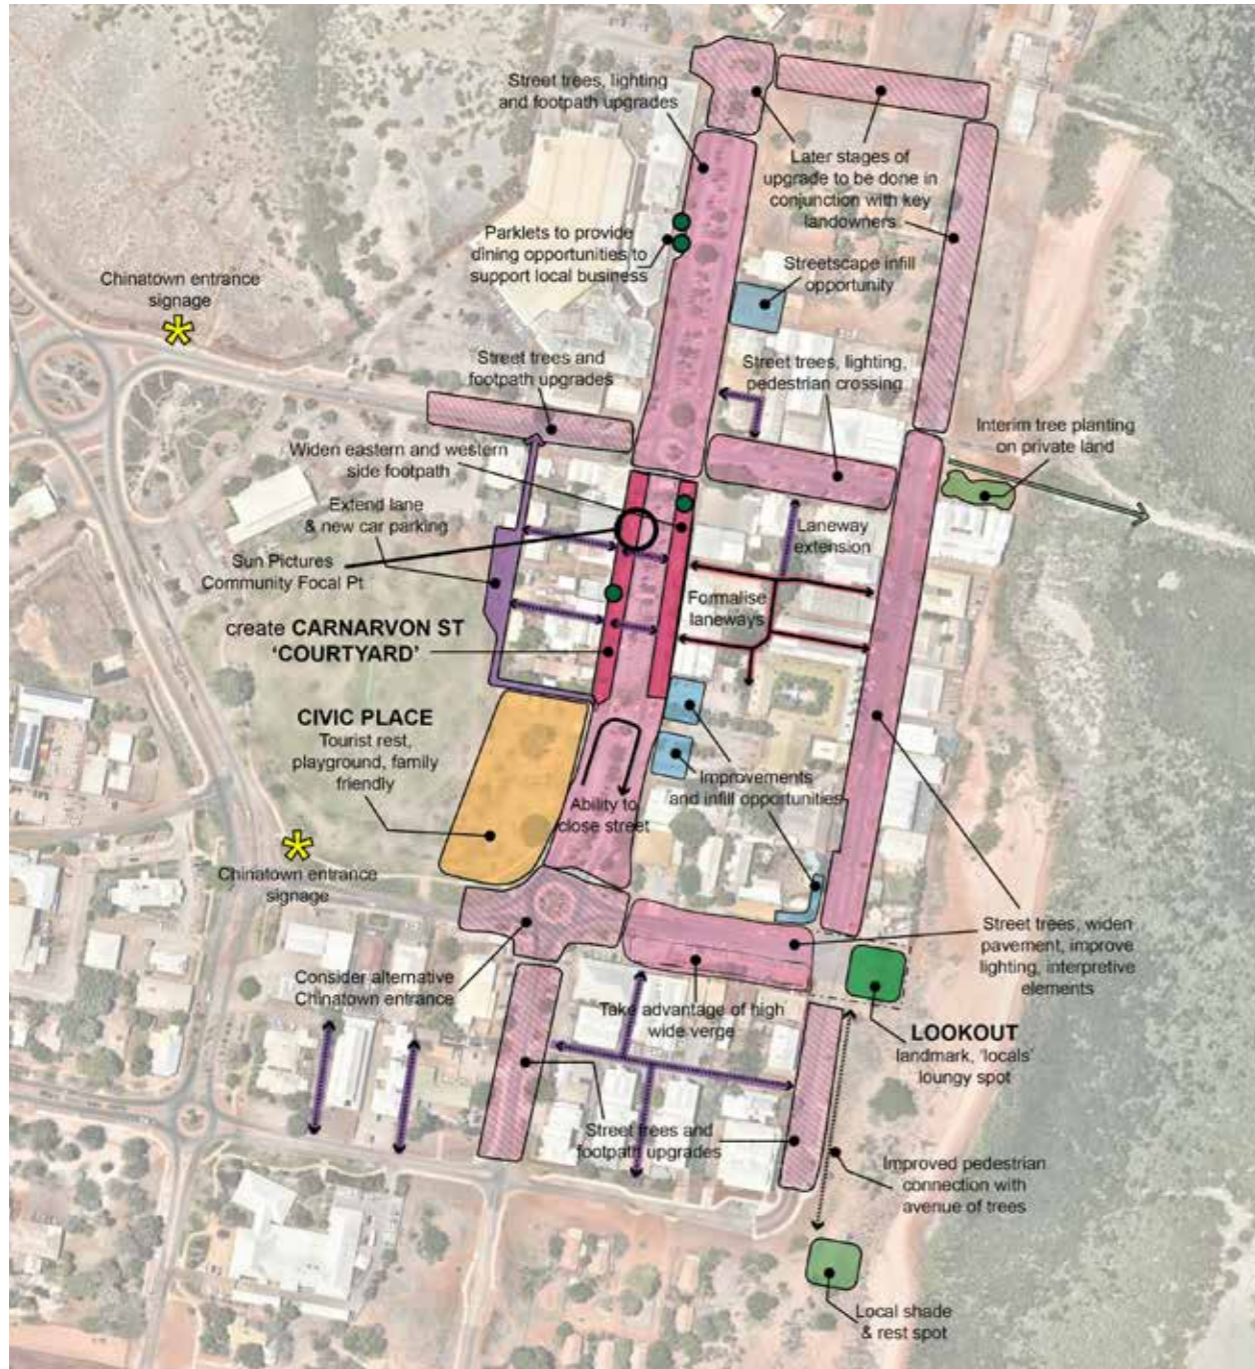 Street trees, lighting
and footpath upgrades
Later stages of
upgrade to be done in
conjunction with key
landowners
Parklets to provide
dining opportunities to
support local business
Streetscape infill
opportunity
Chinatown entrance
signage
Street trees and
footpath upgrades
Street trees, lighting,
pedestrian crossing
Interim tree planting
on private land
Widen eastern and western
side footpath
Extend lane
& new car parking
Laneway
extension
Sun Pictures
Community Focal Pt
Formalise
laneways
create CARNARVON ST
'COURTYARD'
CIVIC PLACE
Tourist rest,
playground, family
friendly
Improvements
and infill opportunities
Ability to
close street
Chinatown entrance
signage
Street trees, widen
pavement, improve
lighting, interpretive
elements
Consider alternative
Chinatown entrance
Take advantage of high
wide verge
LOOKOUT
landmark, 'locals'
loungy spot
Street trees and
footpath upgrades
Improved pedestrian
connection with
avenue of trees
Local shade
& rest spot